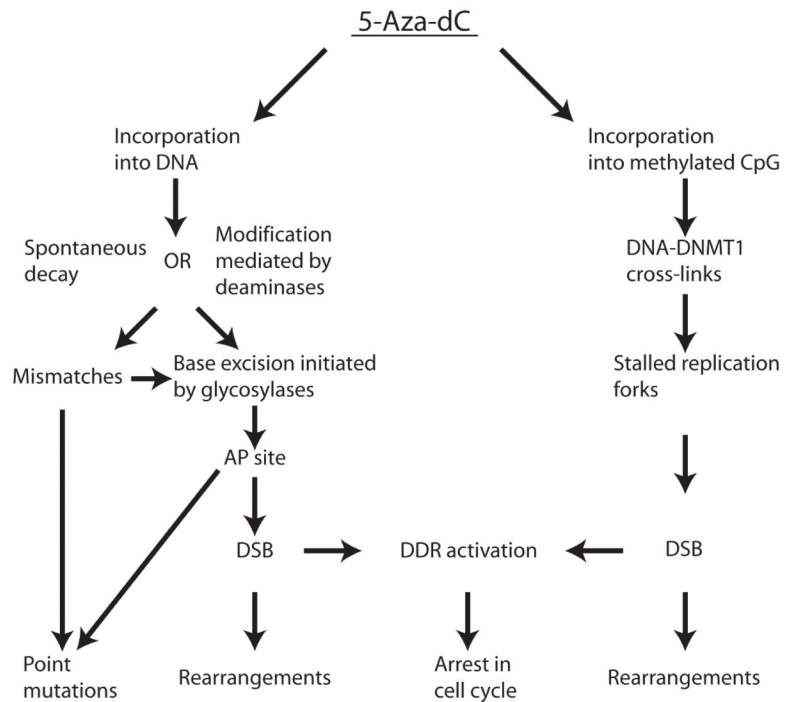 5-Aza-dC
Incorporation
into DNA
Incorporation
into methylated CpG
Spontaneous
decay
OR
Modification
mediated by
deaminases
DNA-DNMT1
cross-links
Mismatches
Base excision initiated
by glycosylases
Stalled replication
forks
AP site
DSB
DDR activation
DSB
Point
mutations
Rearrangements
Arrest in
cell cycle
Rearrangements